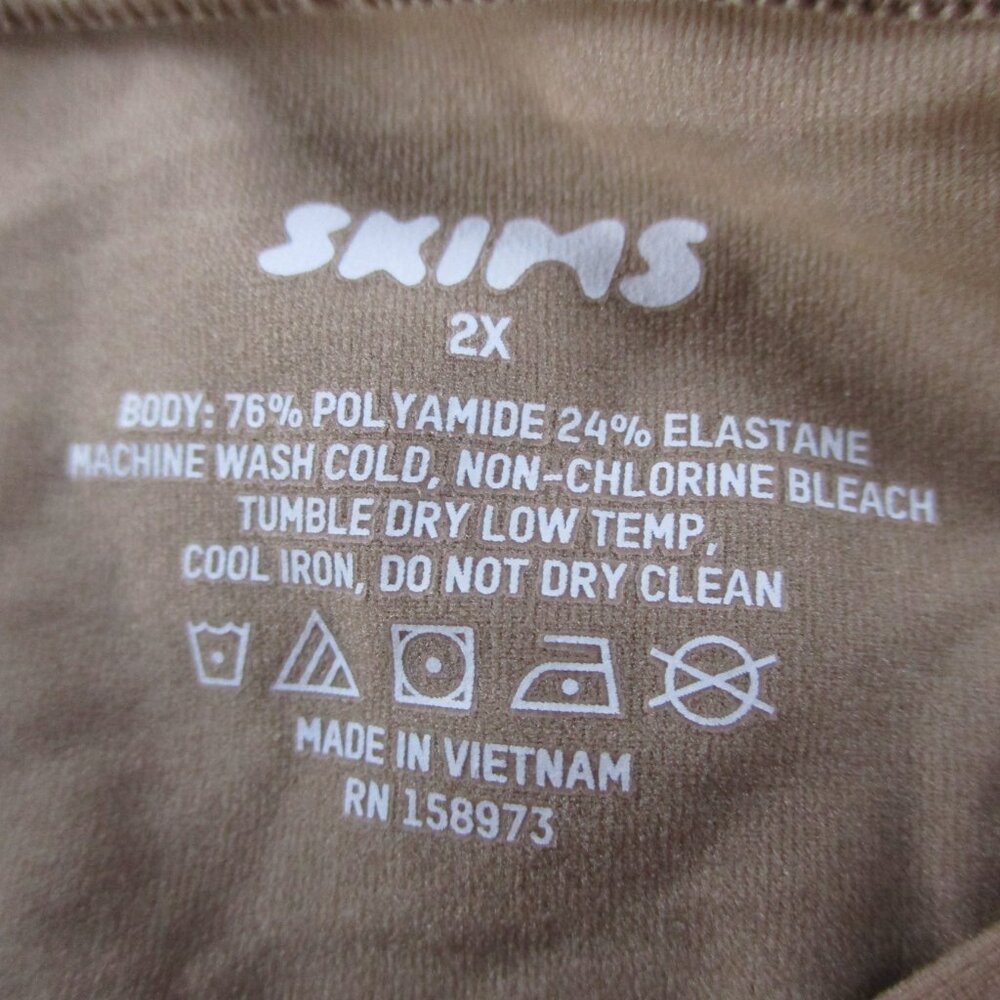 SKIMS
2X
BODY: 76% POLYAMIDE 24% ELASTANE
MACHINE WASH COLD, NON-CHLORINE BLEACH
TUMBLE DRY LOW TEMP,
COOL IRON, DO NOT DRY CLEAN
MADE IN VIETNAM
RN 158973